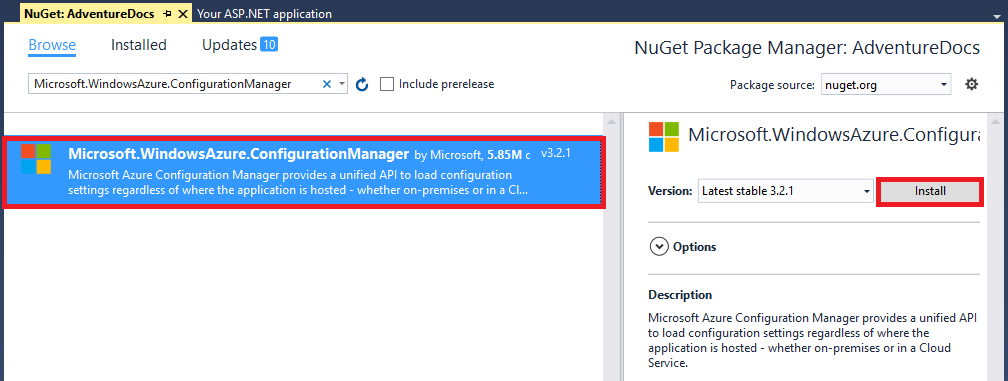 NuGet: AdventureDocs
Your ASP.NET application
Browse
Installed
Updates 10
NuGet Package Manager: AdventureDocs
Microsoft.WindowsAzure.ConfigurationManager
Include prerelease
Package source: nuget.org
Microsoft.WindowsAzure.ConfigurationManager by Microsoft, 5.85M d v3.2.1
Microsoft Azure Configuration Manager provides a unified API to load configuration
settings regardless of where the application is hosted - whether on-premises or in a Cl...
Microsoft.WindowsAzure.Configura
Version: Latest stable 3.2.1
Install
Options
Description
Microsoft Azure Configuration Manager provides a unified API
to load configuration settings regardless of where the
application is hosted - whether on-premises or in a Cloud
Service.